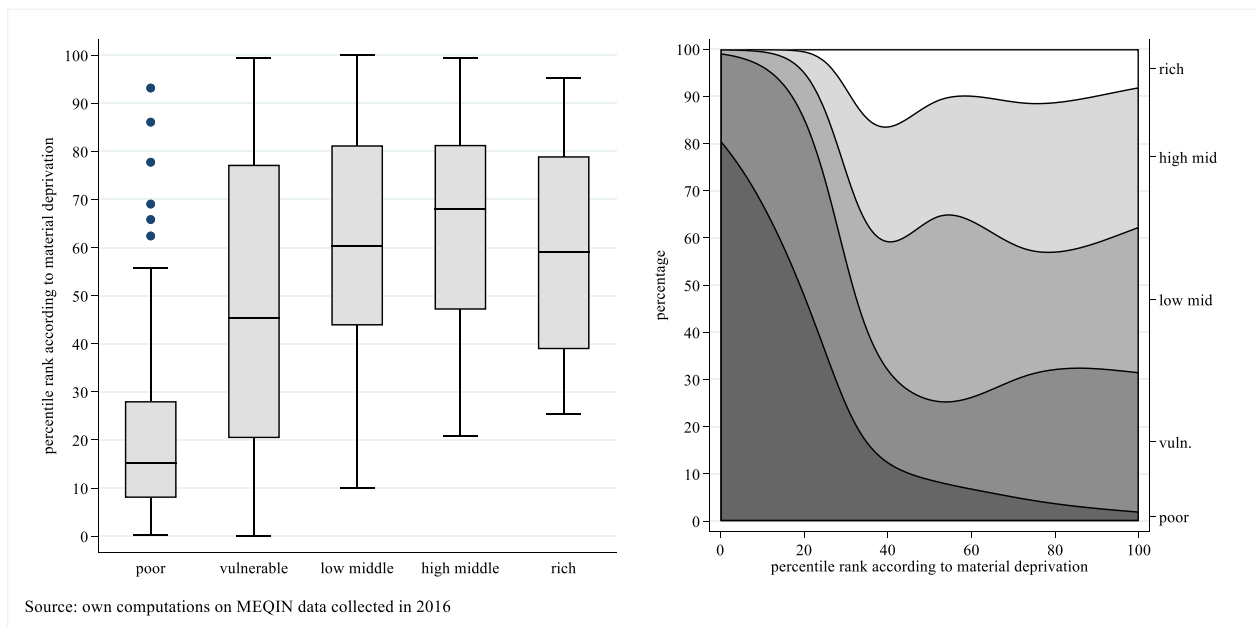 percentile rank according to material deprivation
100
90
80
70
60
50
40
30
20
10
0
poor
vulnerable
low middle
high middle
rich
percentage
100
90
80
70
60
50
40
30
20
10
0
rich
high mid
low mid
vuln.
poor
0
20
40
60
80
100
percentile rank according to material deprivation
Source: own computations on MEQIN data collected in 2016